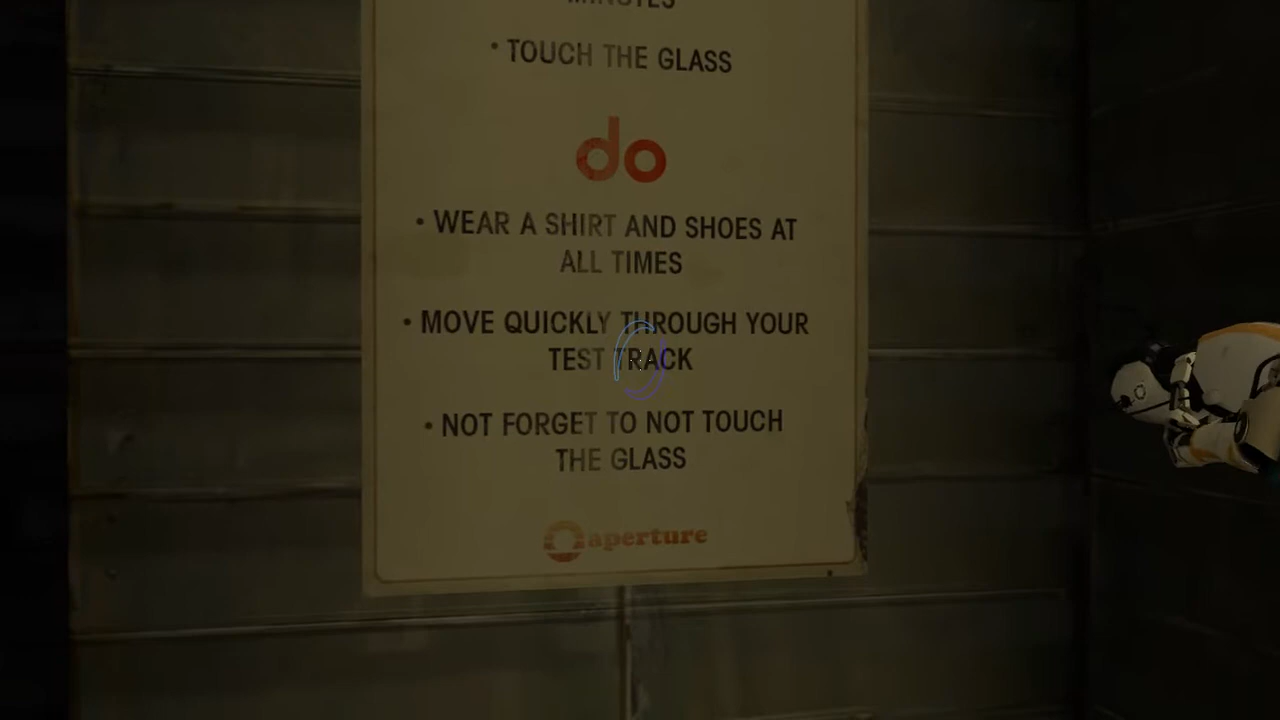 MINUTES
• TOUCH THE GLASS
do
• WEAR A SHIRT AND SHOES AT
ALL TIMES
• MOVE QUICKLY THROUGH YOUR
TEST TRACK
• NOT FORGET TO NOT TOUCH
THE GLASS
aperture